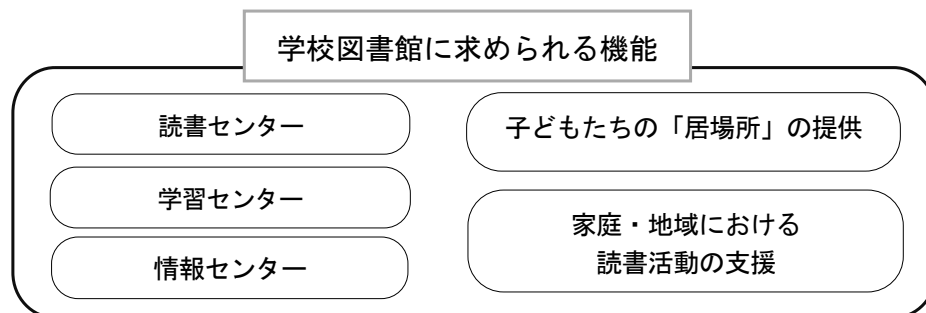 学校図書館に求められる機能
読書センター
学習センター
情報センター
子どもたちの「居場所」の提供
家庭・地域における
読書活動の支援